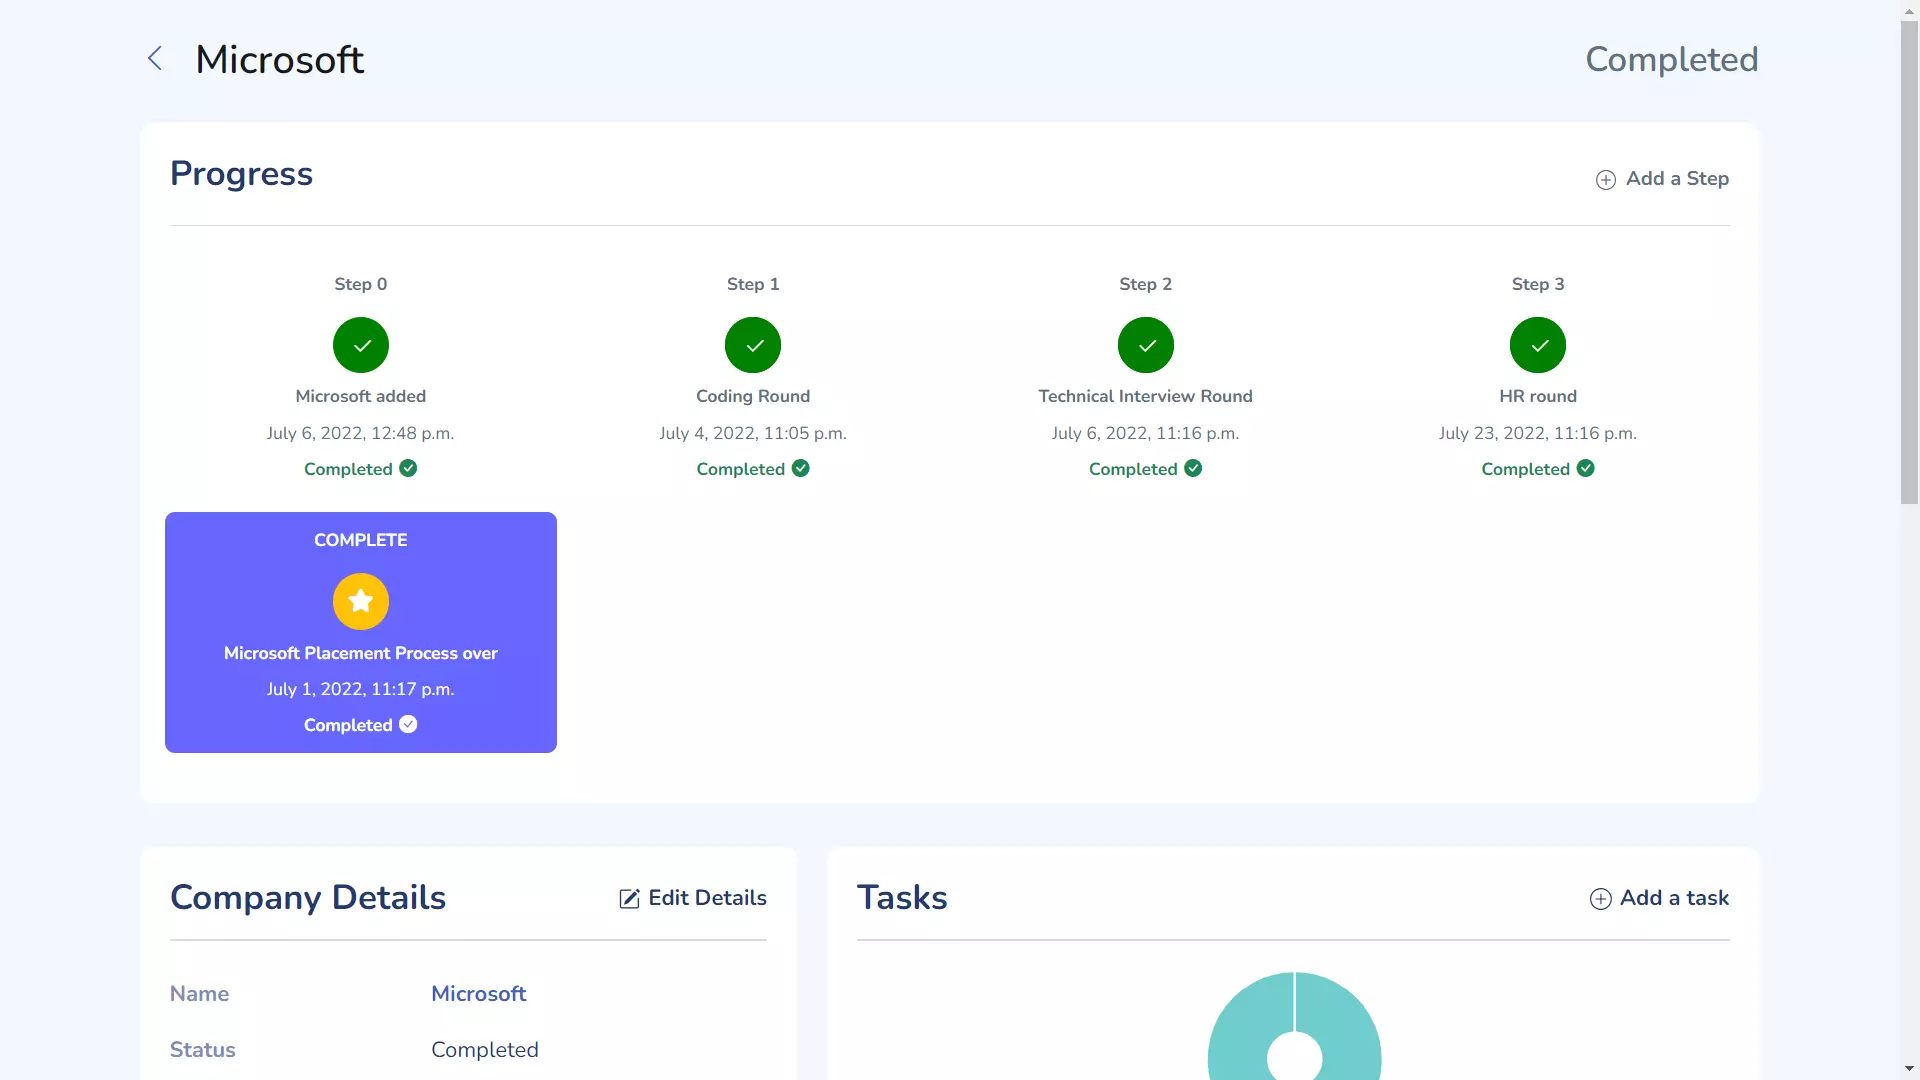 Microsoft
Completed
Progress
Add a Step
Step 0
Microsoft added
July 6, 2022, 12:48 p.m.
Completed
Step 1
Coding Round
July 4, 2022, 11:05 p.m.
Completed
Step 2
Technical Interview Round
July 6, 2022, 11:16 p.m.
Completed
Step 3
HR round
July 23, 2022, 11:16 p.m.
Completed
COMPLETE
Microsoft Placement Process over
July 1, 2022, 11:17 p.m.
Completed
Company Details
Edit Details
Name Microsoft
Status Completed
Tasks
Add a task